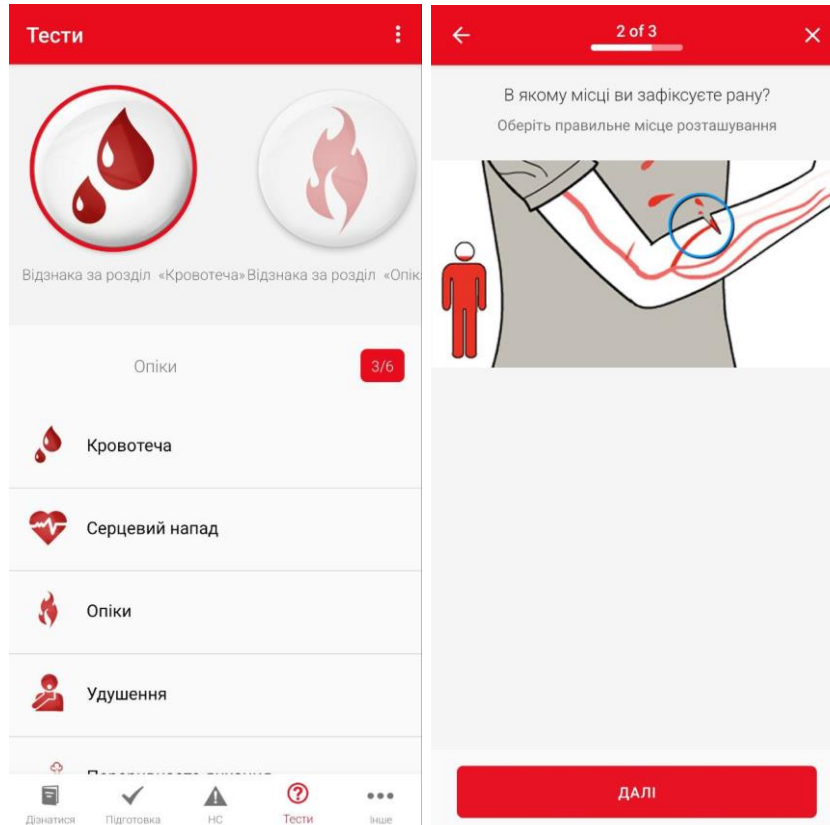 Тести
Відзнака за розділ «Кровотеча»
Відзнака за розділ «Опік
Опіки
3/6
Кровотеча
Серцевий напад
Опіки
Удушення
Дізнатися
Підготовка
НС
Тести
Інше
2 of 3
В якому місці ви зафіксуєте рану?
Оберіть правильне місце розташування
ДАЛІ